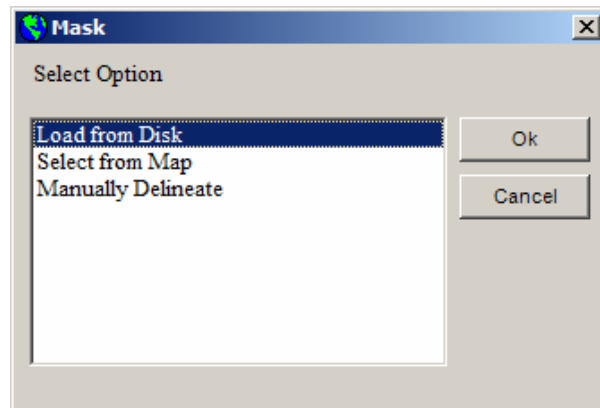 Mask
Select Option
Load from Disk
Select from Map
Manually Delineate
Ok
Cancel